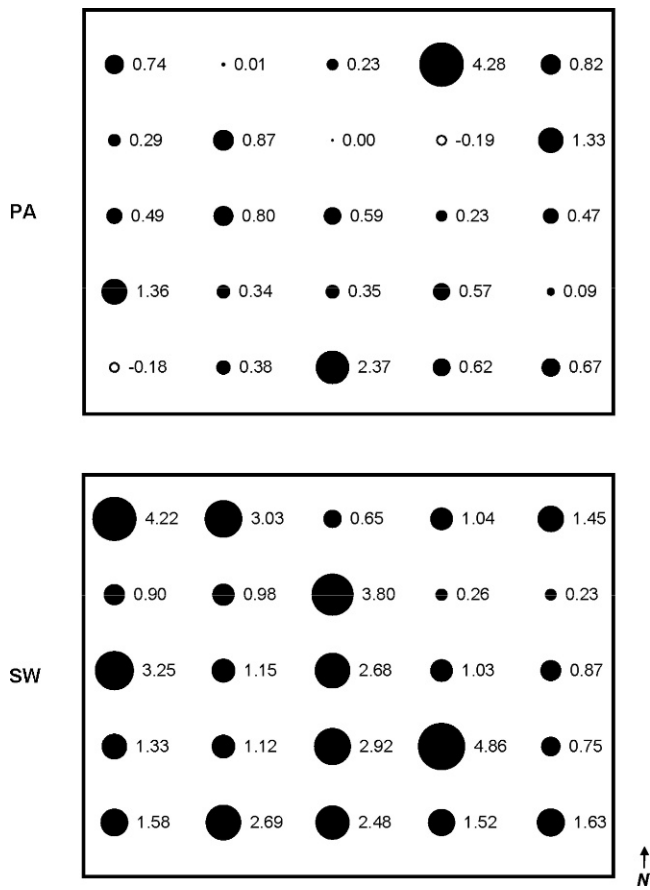 0.74 0.01 0.23 4.28 0.82
0.29 0.87 0.00 -0.19 1.33
PA
0.49 0.80 0.59 0.23 0.47
1.36 0.34 0.35 0.57 0.09
-0.18 0.38 2.37 0.62 0.67
4.22 3.03 0.65 1.04 1.45
0.90 0.98 3.80 0.26 0.23
SW
3.25 1.15 2.68 1.03 0.87
1.33 1.12 2.92 4.86 0.75
1.58 2.69 2.48 1.52 1.63
N